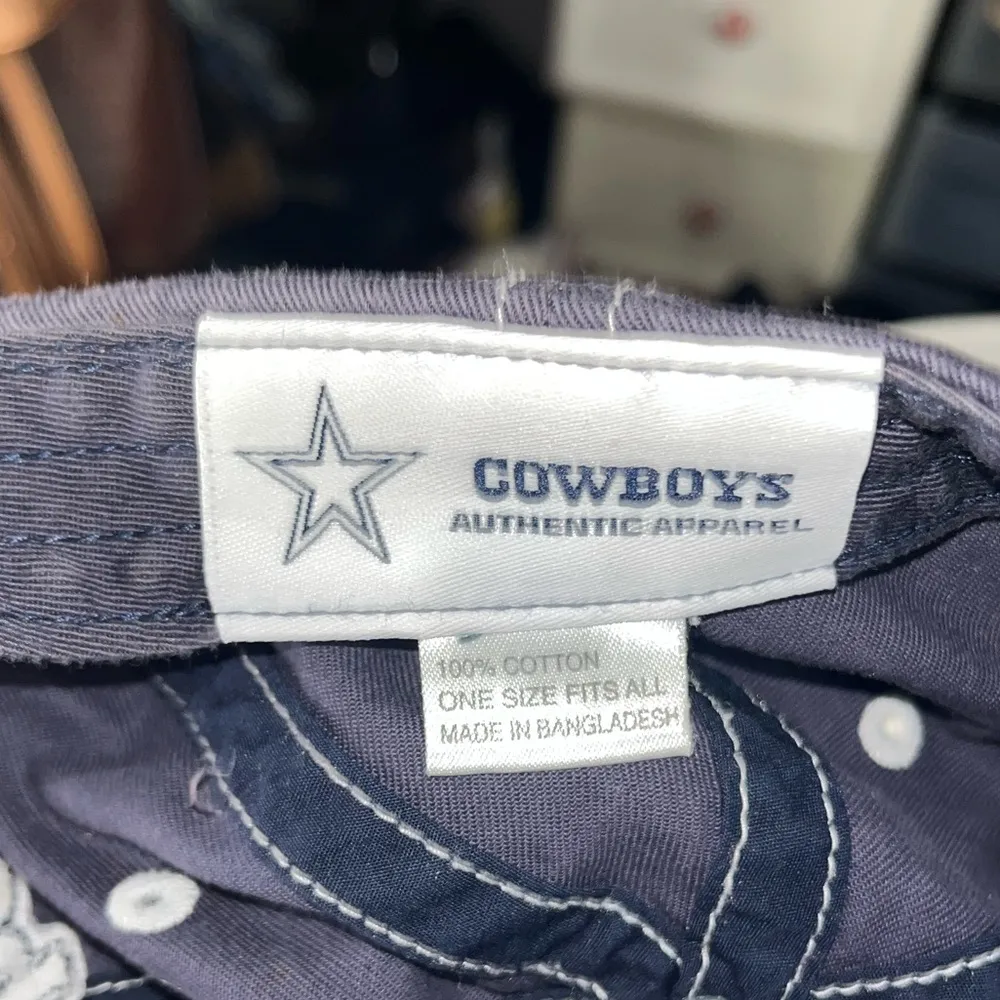 COWBOYS
AUTHENTIC APPAREL
100% COTTON
ONE SIZE FITS ALL
MADE IN BANGLADESH